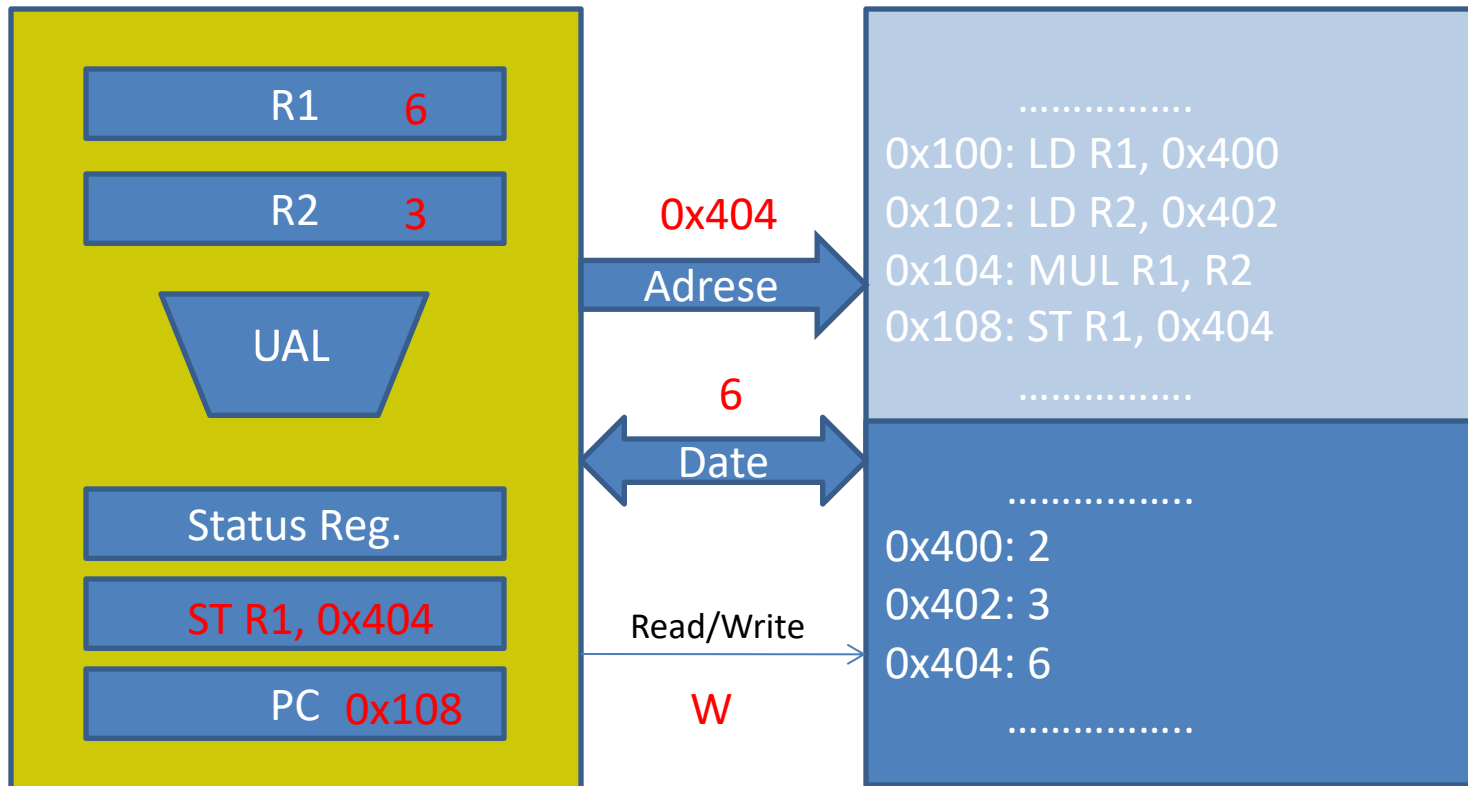 R1 6
R2 3
UAL
Status Reg.
ST R1, 0x404
PC 0x108
0x404
Adrese
6
Date
Read/Write
W
…………….
0x100: LD R1, 0x400
0x102: LD R2, 0x402
0x104: MUL R1, R2
0x108: ST R1, 0x404
…………….
……………..
0x400: 2
0x402: 3
0x404: 6
……………..